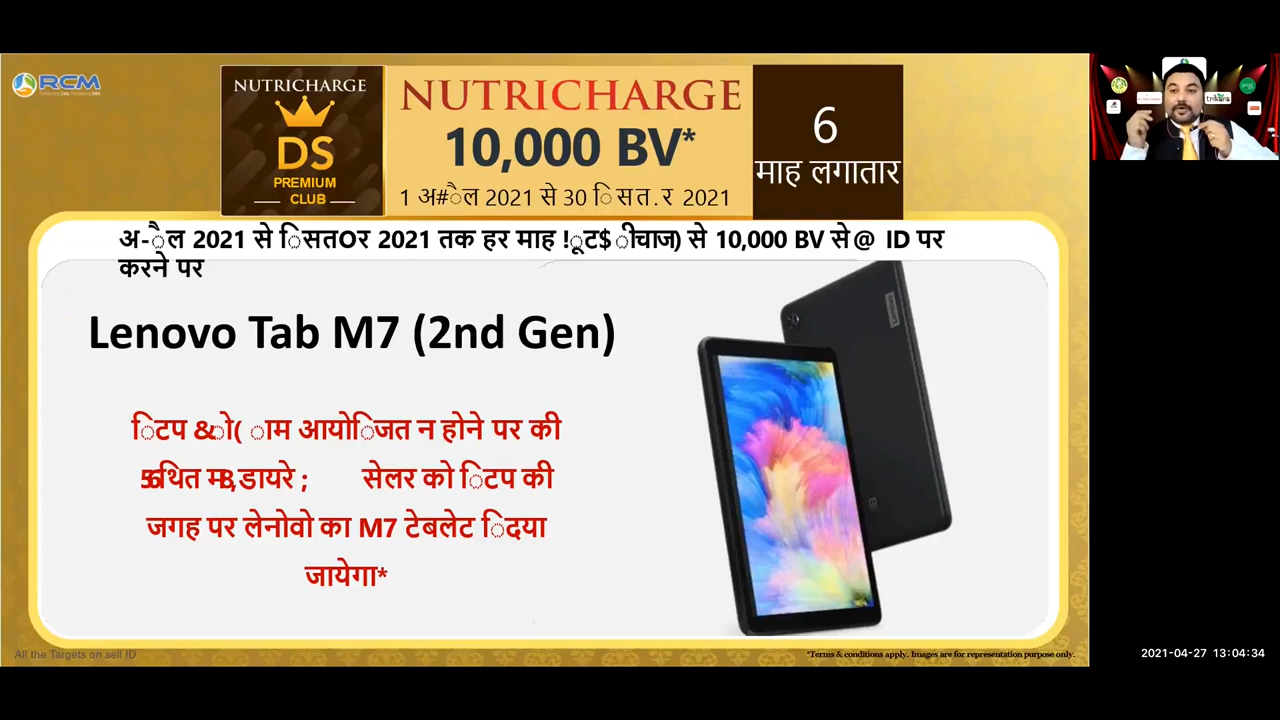 RCM
NUTRICHARGE
DS
PREMIUM
CLUB
NUTRICHARGE
10,000 BV*
1 अ#ैल 2021 से 30 िसत.र 2021
6
माह लगातार
अ-ैल 2021 से िसतOर 2021 तक हर माह !ूट$ीचाज) से 10,000 BV से@ ID पर
करने पर
Lenovo Tab M7 (2nd Gen)
िटप &ो( ाम आयोिजत न होने पर की
थित म डायरे ; सेलर को िटप की
जगह पर लेनोवो का M7 टेबलेट िदया
जायेगा*
All the Targets on self ID
*Terms & conditions apply. Images are for representation purpose only.
2021-04-27 13:04:34